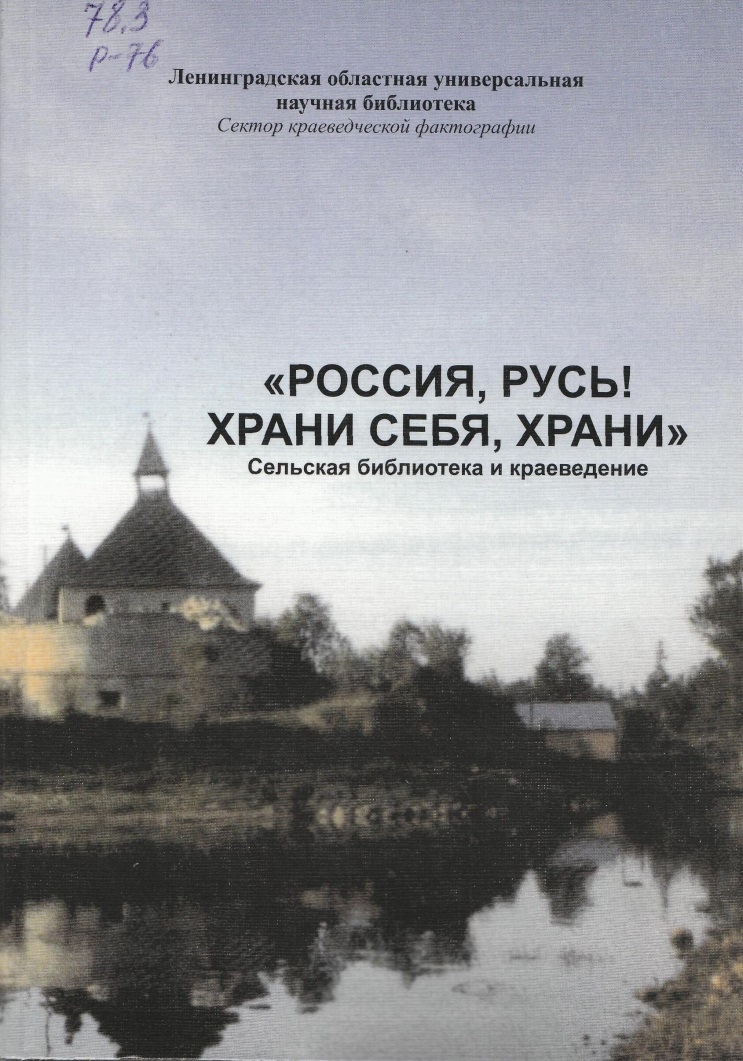 78.3
Р-76
Ленинградская областная универсальная
научная библиотека
Сектор краеведческой фактографии
«РОССИЯ, РУСЬ!
ХРАНИ СЕБЯ, ХРАНИ»
Сельская библиотека и краеведение